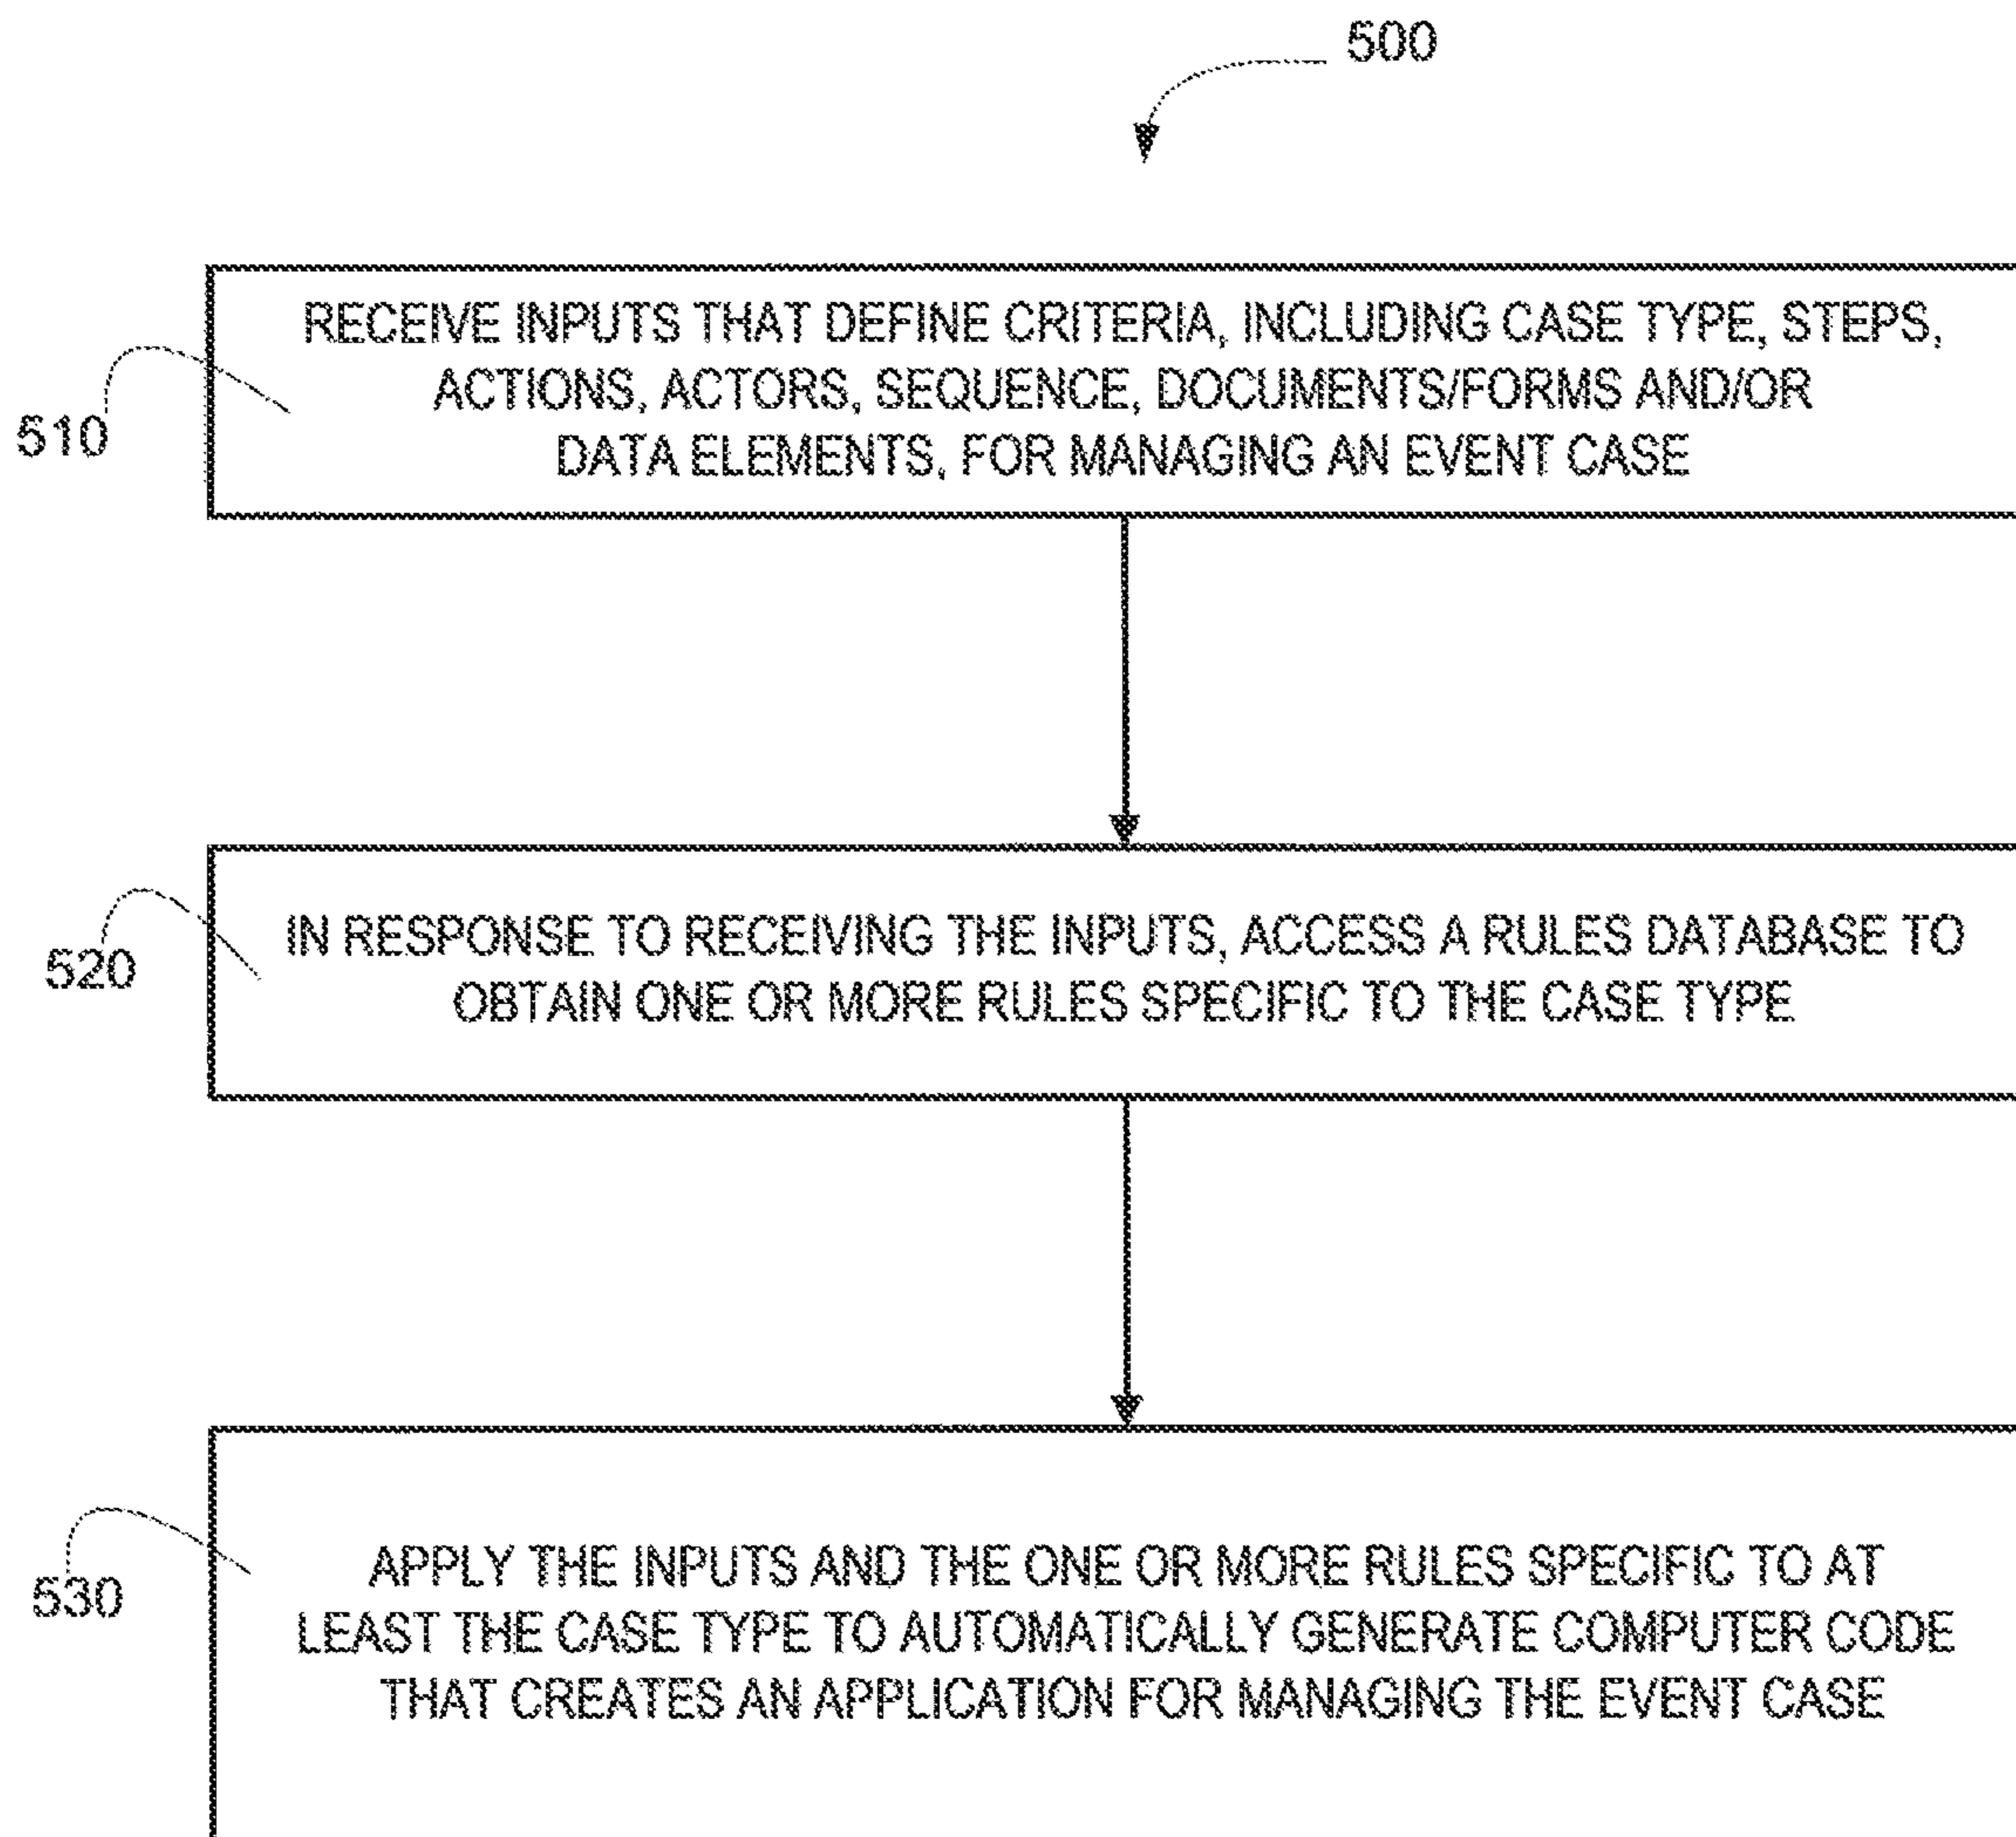 500
RECEIVE INPUTS THAT DEFINE CRITERIA, INCLUDING CASE TYPE, STEPS,
ACTIONS, ACTORS, SEQUENCE, DOCUMENTS/FORMS AND/OR
DATA ELEMENTS, FOR MANAGING AN EVENT CASE
510
IN RESPONSE TO RECEIVING THE INPUTS, ACCESS A RULES DATABASE TO
OBTAIN ONE OR MORE RULES SPECIFIC TO THE CASE TYPE
520
APPLY THE INPUTS AND THE ONE OR MORE RULES SPECIFIC TO AT
LEAST THE CASE TYPE TO AUTOMATICALLY GENERATE COMPUTER CODE
THAT CREATES AN APPLICATION FOR MANAGING THE EVENT CASE
530